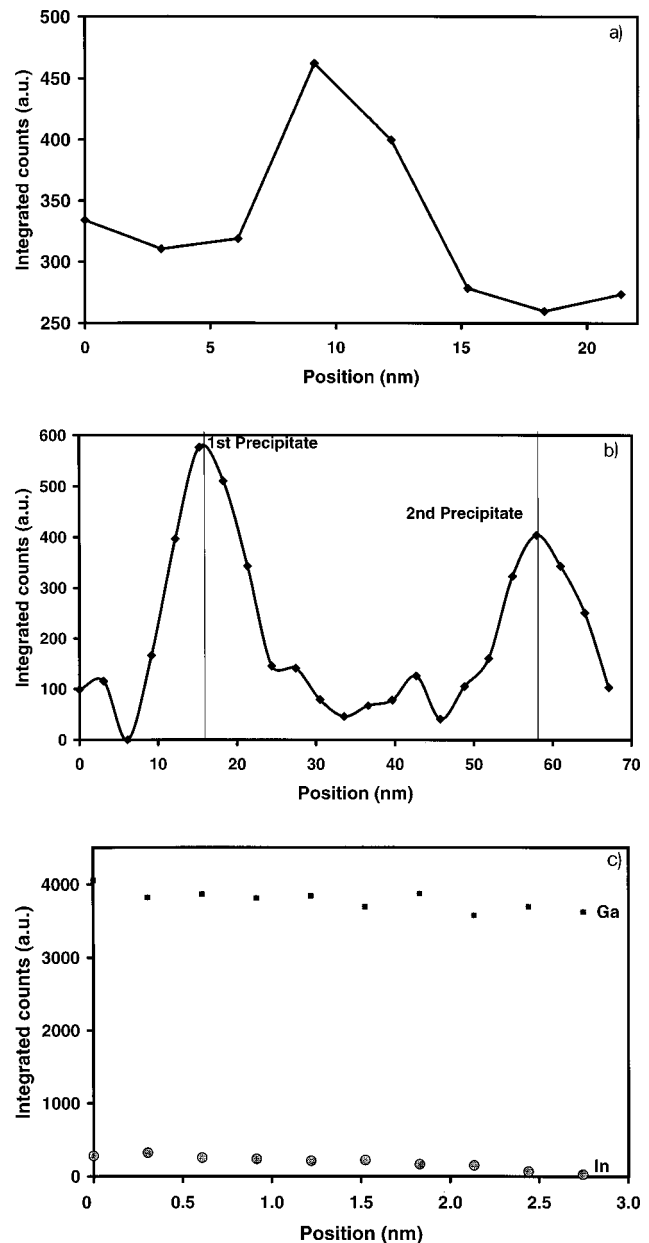 a)
Integrated counts (a.u.)
500
450
400
350
300
250
0 5 10 15 20
Position (nm)
b)
Integrated counts (a.u.)
600
500
400
300
200
100
0
1st Precipitate
2nd Precipitate
0 10 20 30 40 50 60 70
Position (nm)
c)
Integrated counts (a.u.)
4000
3000
2000
1000
0
Ga
In
0 0.5 1.0 1.5 2.0 2.5 3.0
Position (nm)